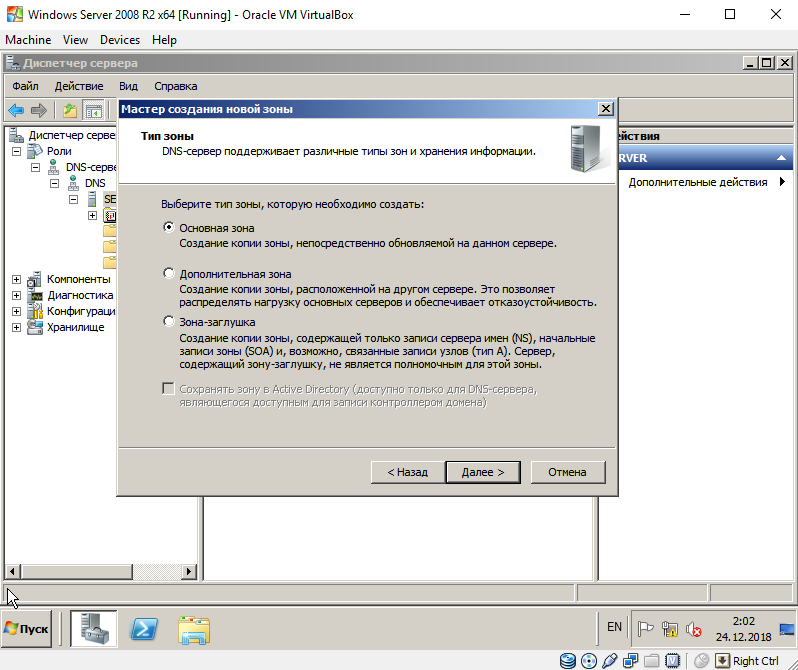 Windows Server 2008 R2 x64 [Running] - Oracle VM VirtualBox
Machine View Devices Help
Диспетчер сервера
Файл Действие Вид Справка
Мастер создания новой зоны
Диспетчер серве
Роли
DNS-серве
DNS
SE
Компоненты
Диагностика
Конфигураци
Хранилище
Тип зоны
DNS-сервер поддерживает различные типы зон и хранения информации.
Выберите тип зоны, которую необходимо создать:
Основная зона
Создание копии зоны, непосредственно обновляемой на данном сервере.
Дополнительная зона
Создание копии зоны, расположенной на другом сервере. Это позволяет
распределять нагрузку основных серверов и обеспечивает отказоустойчивость.
Зона-заглушка
Создание копии зоны, содержащей только записи сервера имен (NS), начальные
записи зоны (SOA) и, возможно, связанные записи узлов (тип A). Сервер,
содержащий зону-заглушку, не является полномочным для этой зоны.
Сохранять зону в Active Directory (доступно только для DNS-сервера,
являющегося доступным для записи контроллером домена)
< Назад Далее > Отмена
ействия
RVER
Дополнительные действия
Пуск
EN
2:02
24.12.2018
Right Ctrl